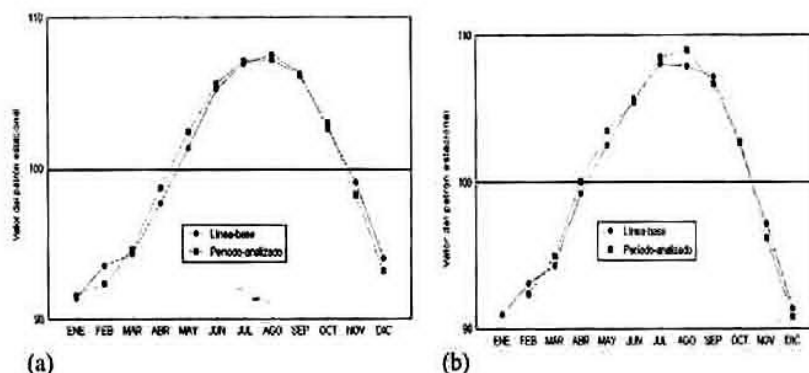 110
Valor del patrón estacional
100
Línea-base
Periodo-analizado
90
ENE FEB MAR ABR MAY JUN JUL AGO SEP OCT NOV DIC
(a)
110
Valor del patrón estacional
100
Línea-base
Periodo-analizado
90
ENE FEB MAR ABR MAY JUN JUL AGO SEP OCT NOV DIC
(b)